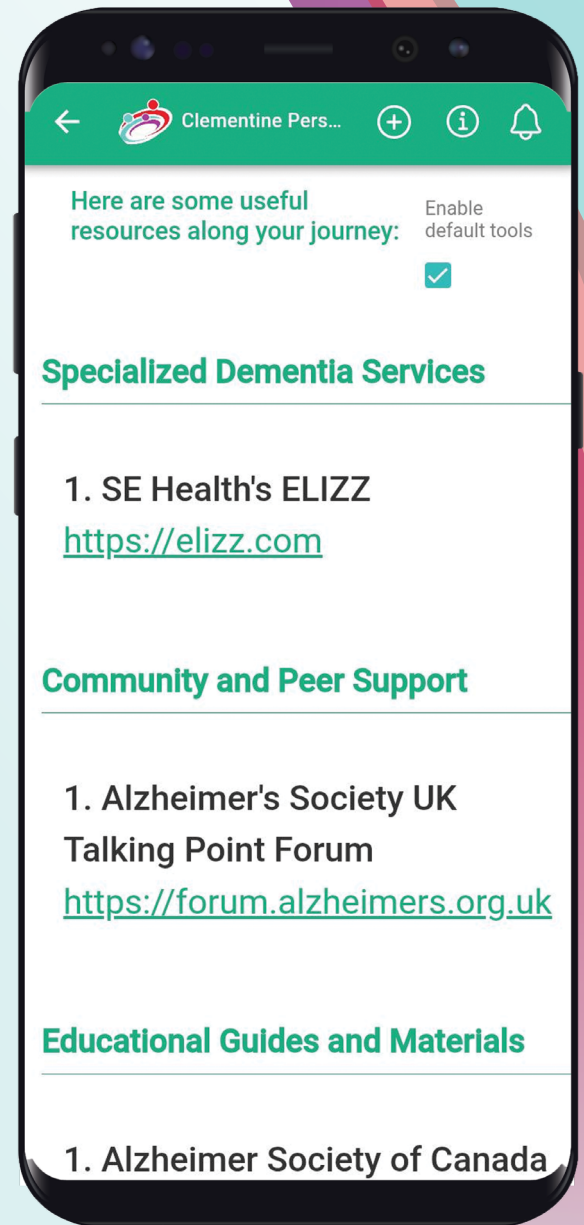 Clementine Pers...
Here are some useful
resources along your journey:
Enable
default tools
Specialized Dementia Services
1. SE Health's ELIZZ
https://elizz.com
Community and Peer Support
1. Alzheimer's Society UK
Talking Point Forum
https://forum.alzheimers.org.uk
Educational Guides and Materials
1. Alzheimer Society of Canada